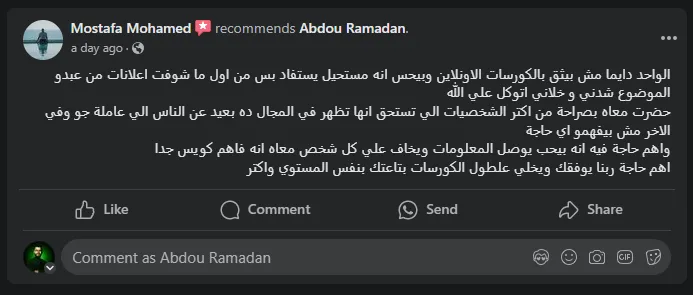 Mostafa Mohamed recommends Abdou Ramadan.
a day ago
الواحد دايما مش بيثق بالكورسات الاونلاين وبيحس انه مستحيل يستفاد بس من اول ما شوفت اعلانات من عبدو
الموضوع شدني و خلاني اتوكل علي الله
حضرت معاه بصراحة من اكتر الشخصيات الي تستحق انها تظهر في المجال ده بعيد عن الناس الي عاملة جو وفي
الاخر مش بيفهمو اي حاجة
واهم حاجة فيه انه بيحب يوصل المعلومات ويخاف علي كل شخص معاه انه فاهم كويس جدا
اهم حاجة ربنا يوفقك ويخلي علطول الكورسات بتاعتك بنفس المستوي واكتر
Like Comment Send Share
Comment as Abdou Ramadan GIF